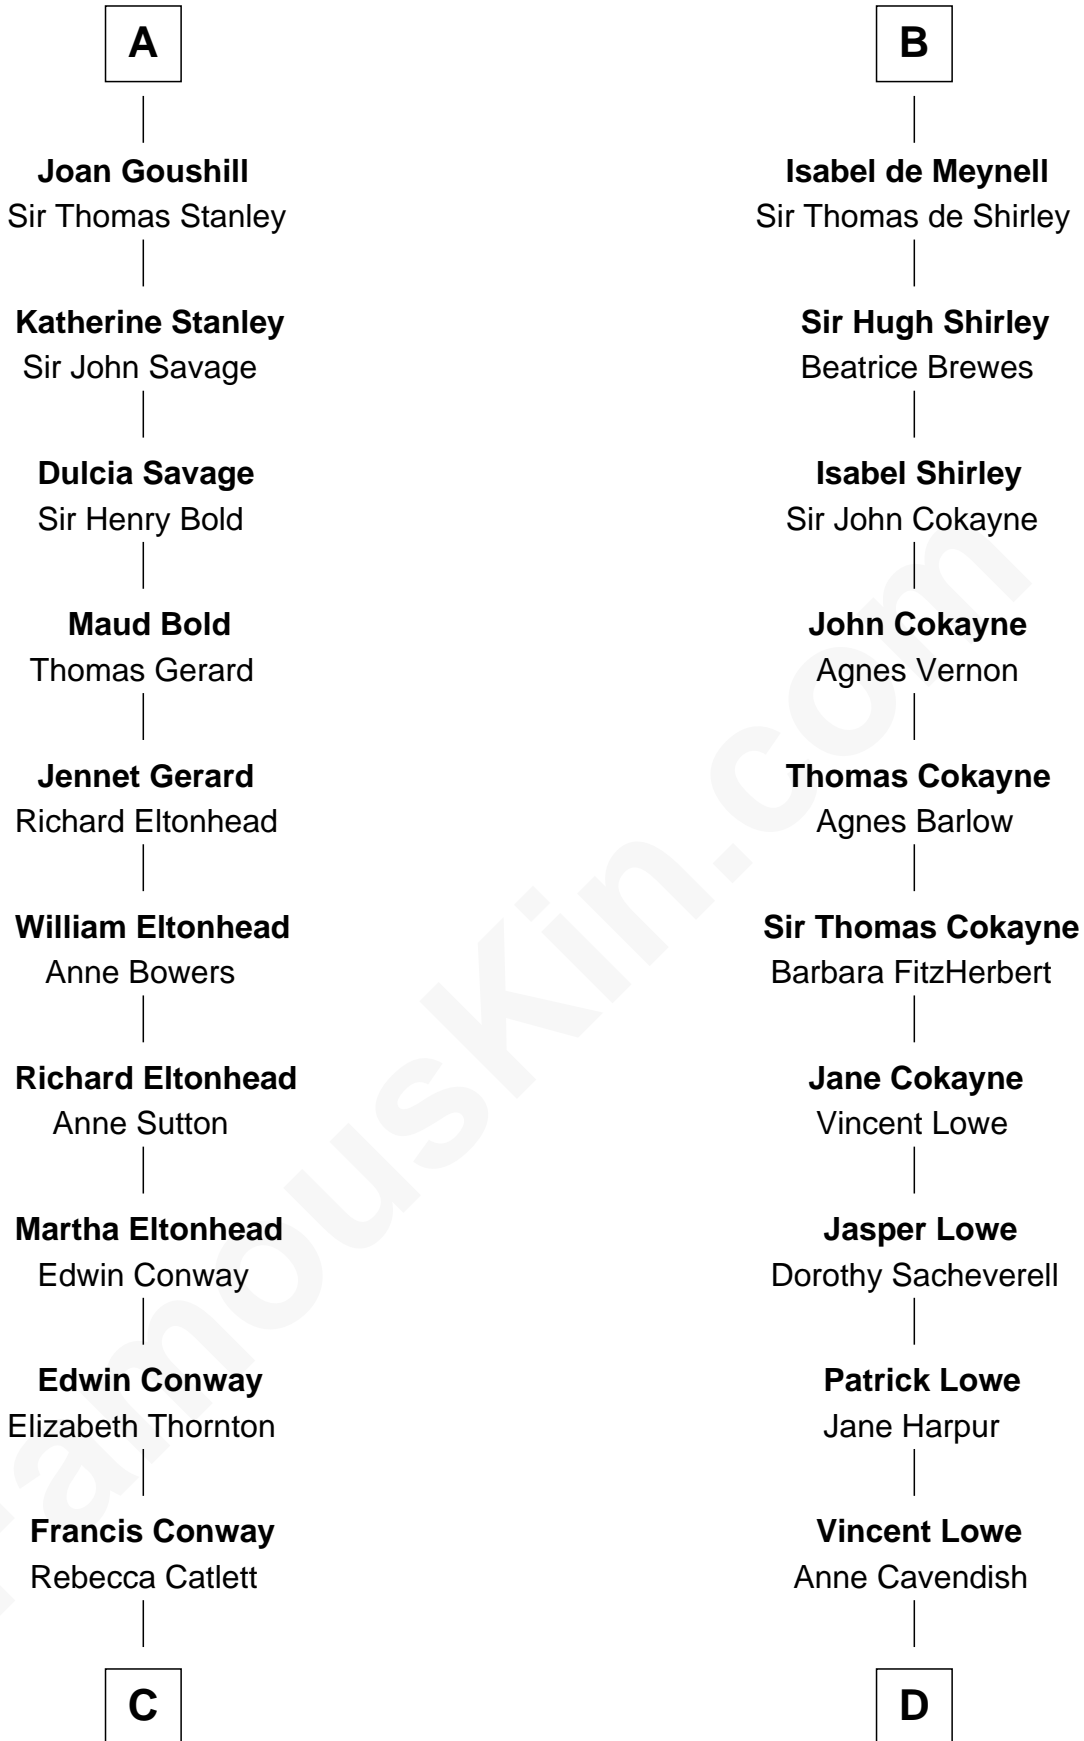 A
Joan Goushill
Sir Thomas Stanley
Katherine Stanley
Sir John Savage
Dulcia Savage
Sir Henry Bold
Maud Bold
Thomas Gerard
Jennet Gerard
Richard Eltonhead
William Eltonhead
Anne Bowers
Richard Eltonhead
Anne Sutton
Martha Eltonhead
Edwin Conway
Edwin Conway
Elizabeth Thornton
Francis Conway
Rebecca Catlett
C
B
Isabel de Meynell
Sir Thomas de Shirley
Sir Hugh Shirley
Beatrice Brewes
Isabel Shirley
Sir John Cokayne
John Cokayne
Agnes Vernon
Thomas Cokayne
Agnes Barlow
Sir Thomas Cokayne
Barbara FitzHerbert
Jane Cokayne
Vincent Lowe
Jasper Lowe
Dorothy Sacheverell
Patrick Lowe
Jane Harpur
Vincent Lowe
Anne Cavendish
D
FamousKin.com